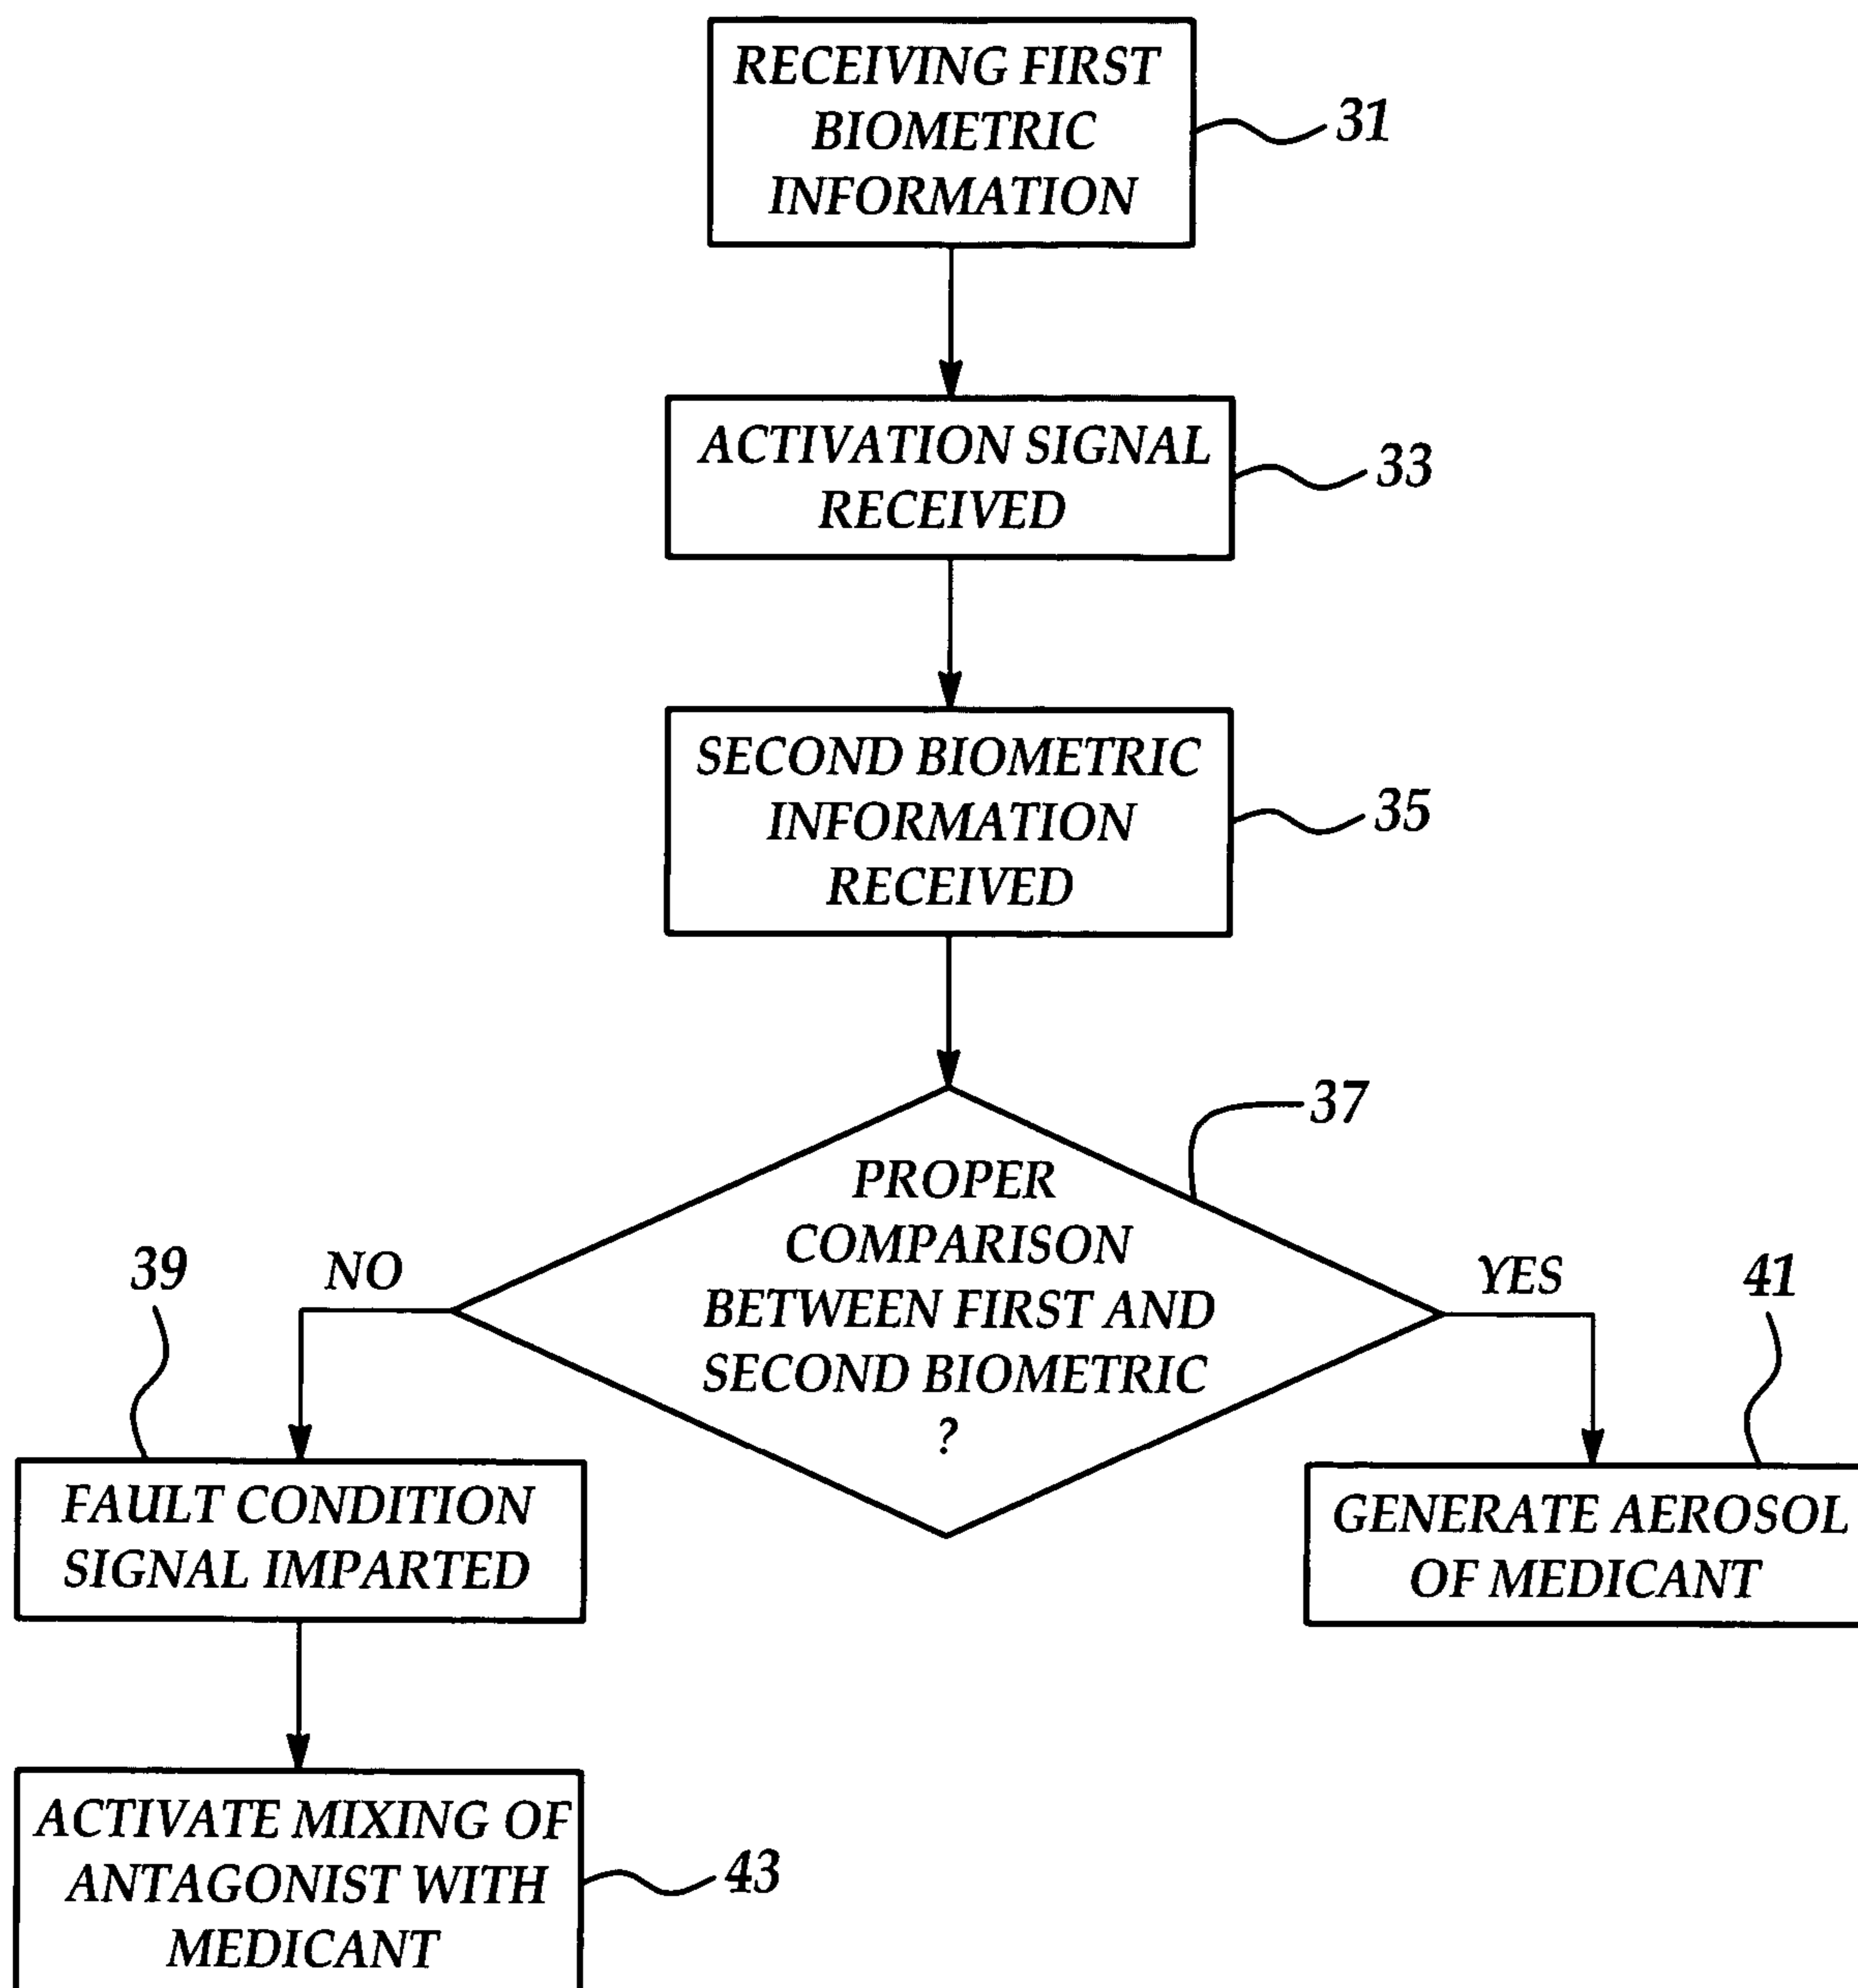 RECEIVING FIRST
BIOMETRIC
INFORMATION
31
ACTIVATION SIGNAL
RECEIVED
33
SECOND BIOMETRIC
INFORMATION
RECEIVED
35
37
PROPER
COMPARISON
BETWEEN FIRST AND
SECOND BIOMETRIC
?
NO
39
YES
41
FAULT CONDITION
SIGNAL IMPARTED
GENERATE AEROSOL
OF MEDICANT
ACTIVATE MIXING OF
ANTAGONIST WITH
MEDICANT
43